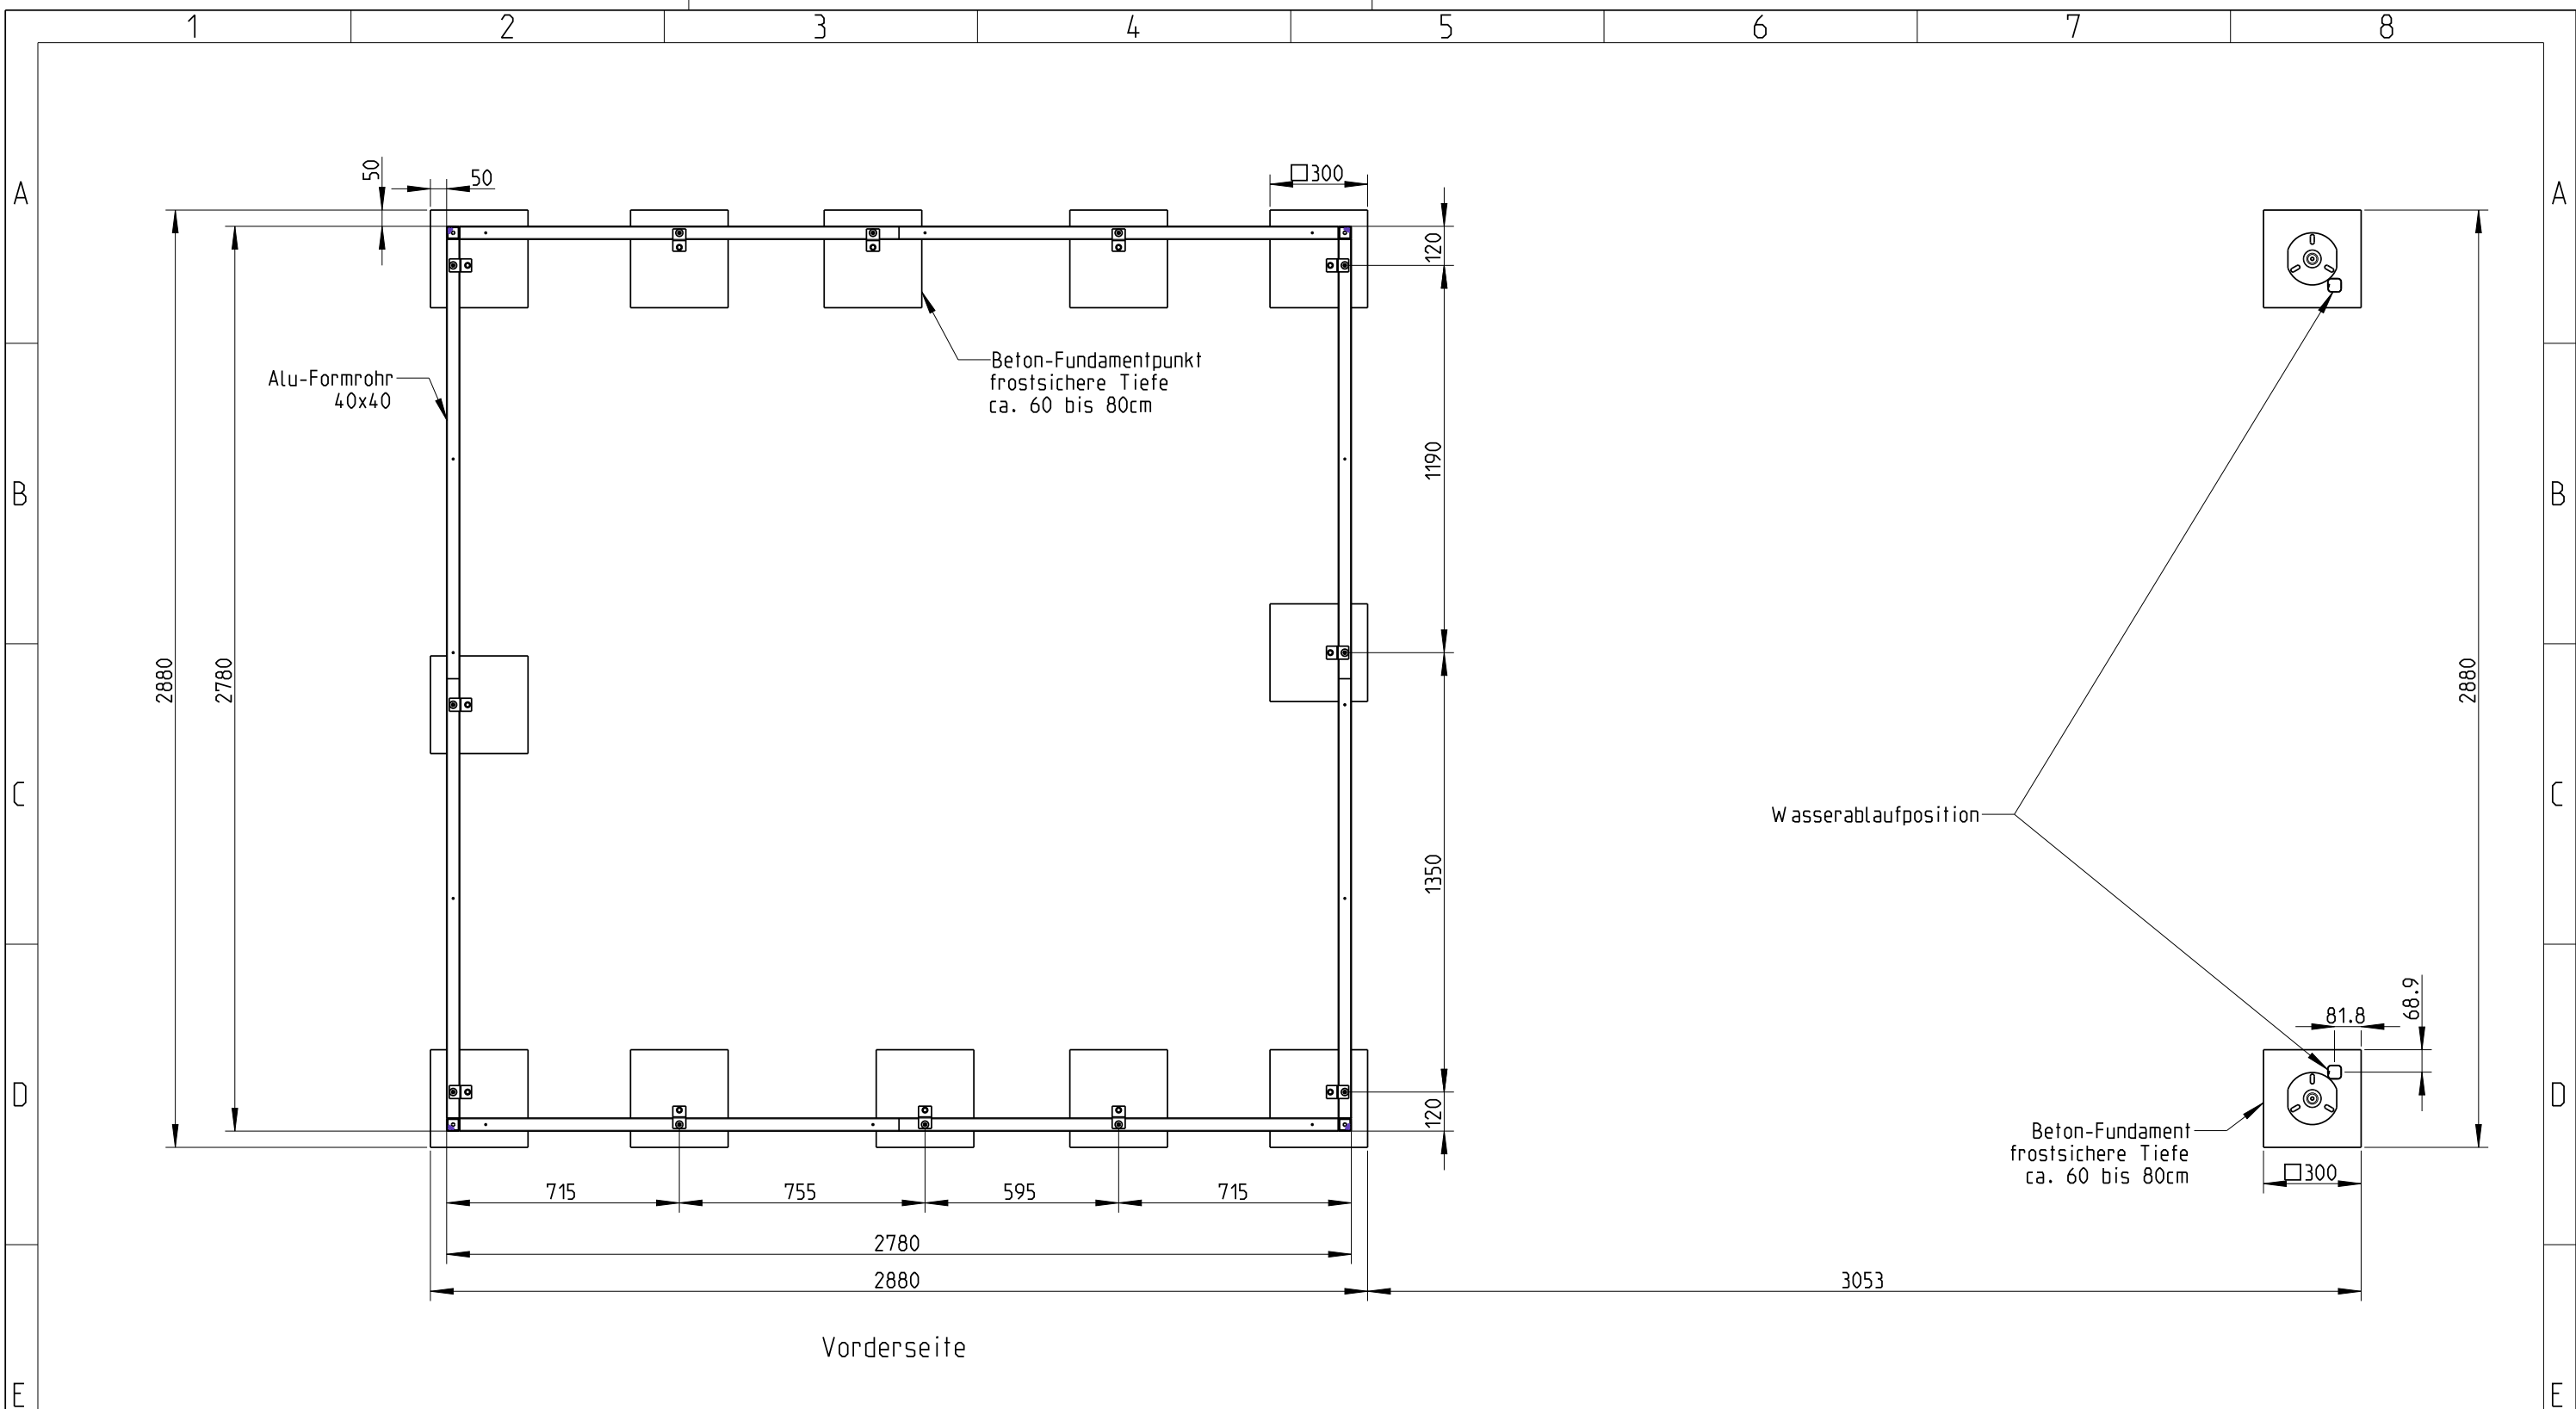 1 2 3 4 5 6 7 8
A A
50 50 □300
120
Beton-Fundamentpunkt
frostsichere Tiefe
ca. 60 bis 80cm
Alu-Formrohr
40x40
1190
B B
2880 2780 2880
C C
Wasserablaufposition
1350
68.9
81.8
D D
120
Beton-Fundament
frostsichere Tiefe
ca. 60 bis 80cm
□300
715 755 595 715
2780
2880 3053
Vorderseite
E E